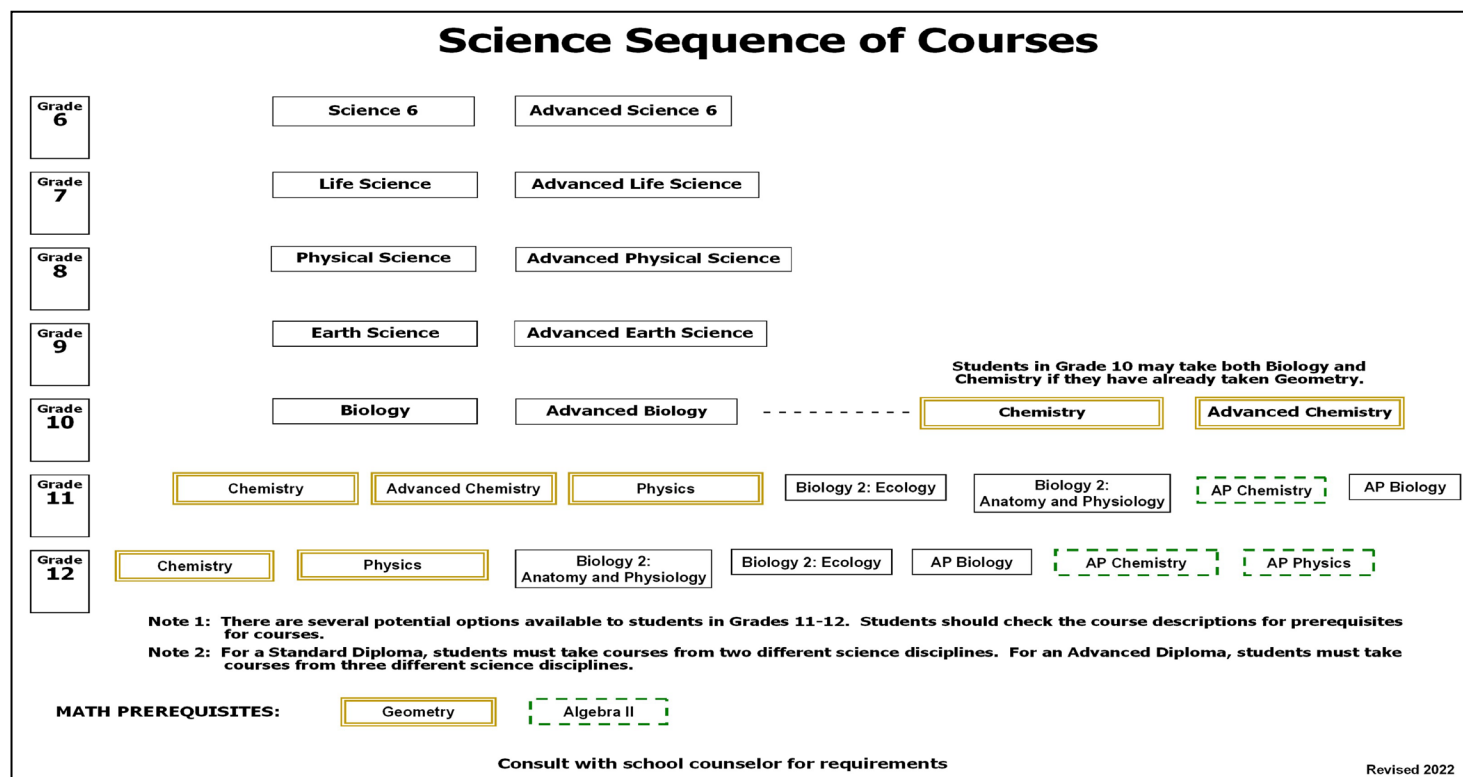 Science Sequence of Courses
Grade
6
Science 6
Advanced Science 6
Grade
7
Life Science
Advanced Life Science
Grade
8
Physical Science
Advanced Physical Science
Grade
9
Earth Science
Advanced Earth Science
Students in Grade 10 may take both Biology and
Chemistry if they have already taken Geometry.
Grade
10
Biology
Advanced Biology
Chemistry
Advanced Chemistry
Grade
11
Chemistry
Advanced Chemistry
Physics
Biology 2: Ecology
Biology 2:
Anatomy and Physiology
AP Chemistry
AP Biology
Grade
12
Chemistry
Physics
Biology 2:
Anatomy and Physiology
Biology 2: Ecology
AP Biology
AP Chemistry
AP Physics
Note 1: There are several potential options available to students in Grades 11-12. Students should check the course descriptions for prerequisites
for courses.
Note 2: For a Standard Diploma, students must take courses from two different science disciplines. For an Advanced Diploma, students must take
courses from three different science disciplines.
MATH PREREQUISITES:
Geometry
Algebra II
Consult with school counselor for requirements
Revised 2022